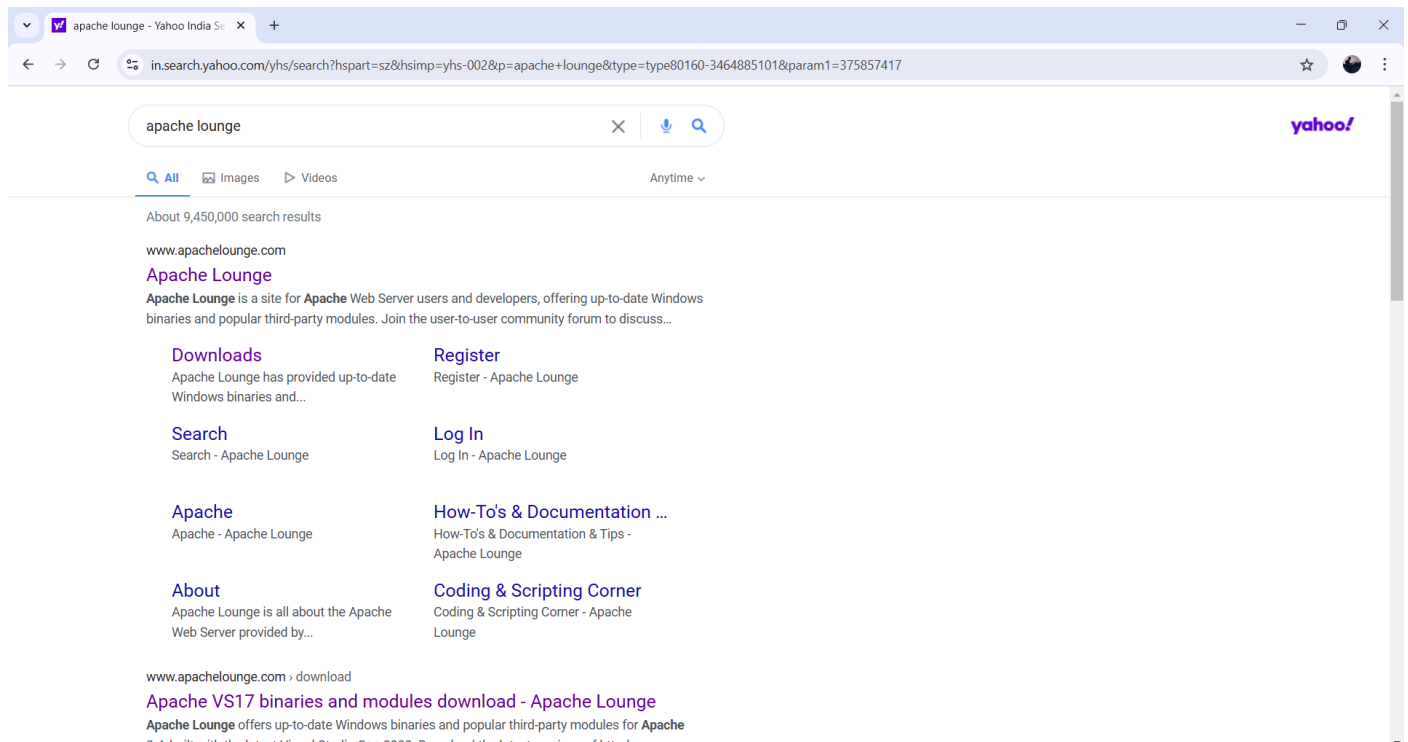 apache lounge - Yahoo India Se
in.search.yahoo.com/yhs/search?hspart=sz&hsimp=yhs-002&p=apache+lounge&type=type80160-3464885101&param1=375857417
apache lounge
yahoo!
All Images Videos Anytime
About 9,450,000 search results
www.apachelounge.com
Apache Lounge
Apache Lounge is a site for Apache Web Server users and developers, offering up-to-date Windows
binaries and popular third-party modules. Join the user-to-user community forum to discuss...
Downloads
Apache Lounge has provided up-to-date
Windows binaries and...
Register
Register - Apache Lounge
Search
Search - Apache Lounge
Log In
Log In - Apache Lounge
Apache
Apache - Apache Lounge
How-To's & Documentation ...
How-To's & Documentation & Tips -
Apache Lounge
About
Apache Lounge is all about the Apache
Web Server provided by...
Coding & Scripting Corner
Coding & Scripting Corner - Apache
Lounge
www.apachelounge.com › download
Apache VS17 binaries and modules download - Apache Lounge
Apache Lounge offers up-to-date Windows binaries and popular third-party modules for Apache